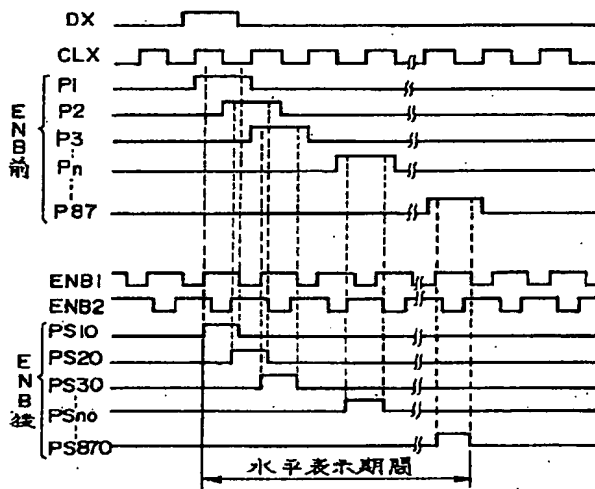 DX
CLX
P1
P2
P3
Pn
P87
ENB前
ENB1
ENB2
PS10
PS20
PS30
PSno
PS870
ENB後
水平表示期間